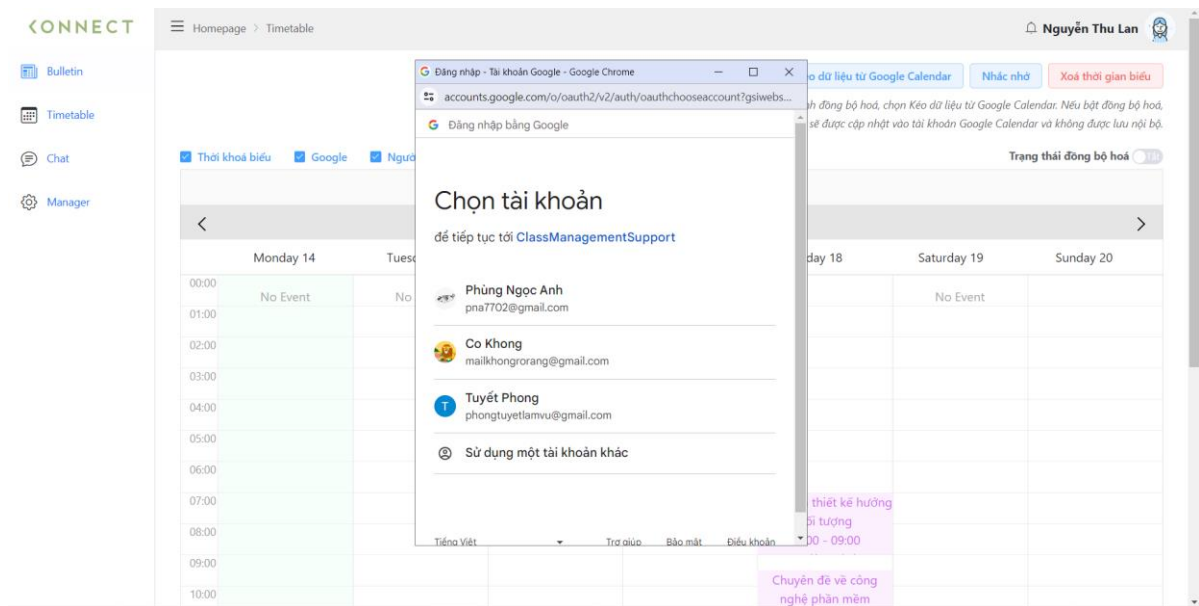 KONNECT
Homepage > Timetable
Nguyễn Thu Lan
Bulletin
Timetable
Chat
Manager
Đăng nhập - Tài khoản Google - Google Chrome
accounts.google.com/o/oauth2/v2/auth/oauthchooseaccount?gsiwebs...
Đăng nhập bằng Google
Chọn tài khoản
để tiếp tục tới ClassManagementSupport
Phùng Ngọc Anh
pna7702@gmail.com
Co Khong
mailkhongrorang@gmail.com
Tuyết Phong
phongtuyetlamvu@gmail.com
Sử dụng một tài khoản khác
Tiếng Việt
Trợ giúp Bảo mật Điều khoản
dữ liệu từ Google Calendar
Nhắc nhở
Xoá thời gian biểu
đồng bộ hoá, chọn Kéo dữ liệu từ Google Calendar. Nếu bật đồng bộ hoá,
sẽ được cập nhật vào tài khoản Google Calendar và không được lưu nội bộ.
Thời khoá biểu Google
Trạng thái đồng bộ hoá Tắt
Monday 14
day 18 Saturday 19 Sunday 20
No Event No No Event
00:00
01:00
02:00
03:00
04:00
05:00
06:00
07:00
08:00
09:00
10:00
thiết kế hướng
tượng
00 - 09:00
Chuyên đề về công
nghệ phần mềm